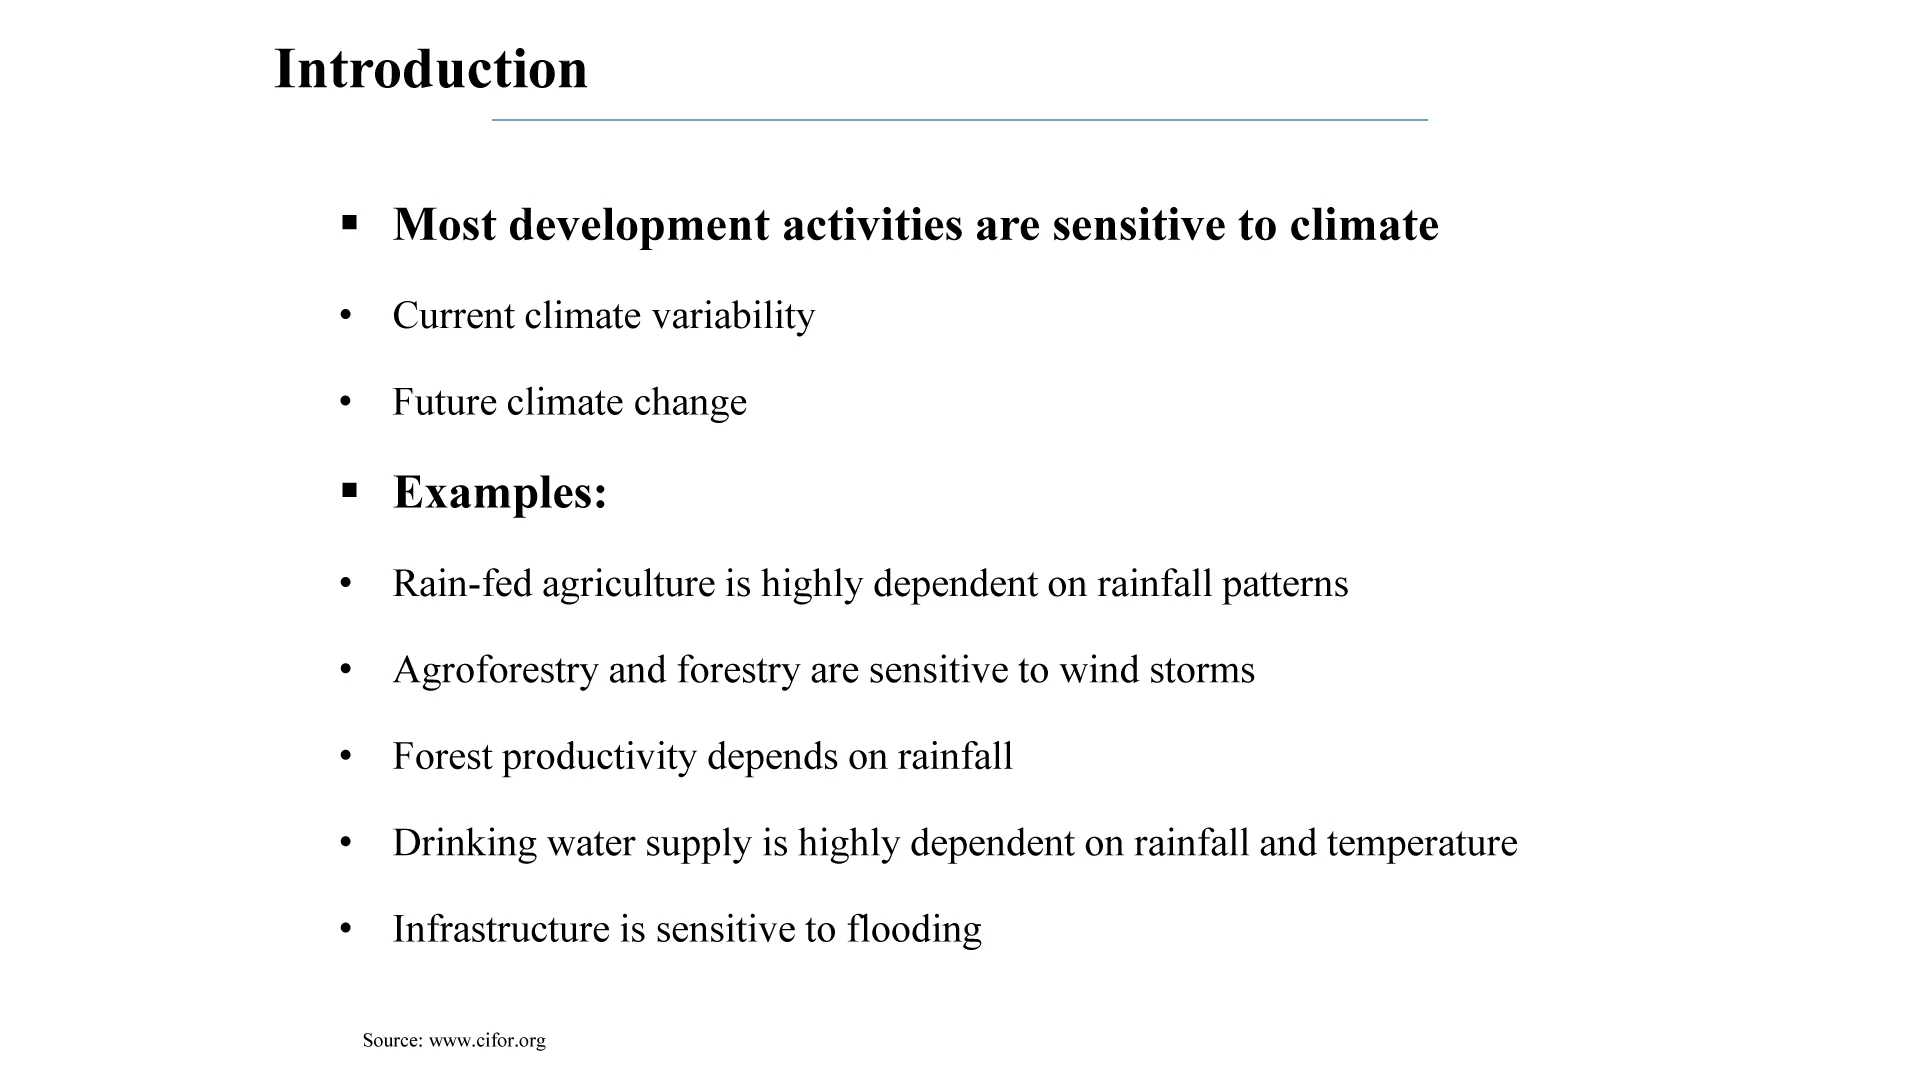 Introduction
▪ Most development activities are sensitive to climate
• Current climate variability
• Future climate change
▪ Examples:
• Rain-fed agriculture is highly dependent on rainfall patterns
• Agroforestry and forestry are sensitive to wind storms
• Forest productivity depends on rainfall
• Drinking water supply is highly dependent on rainfall and temperature
• Infrastructure is sensitive to flooding
Source: www.cifor.org